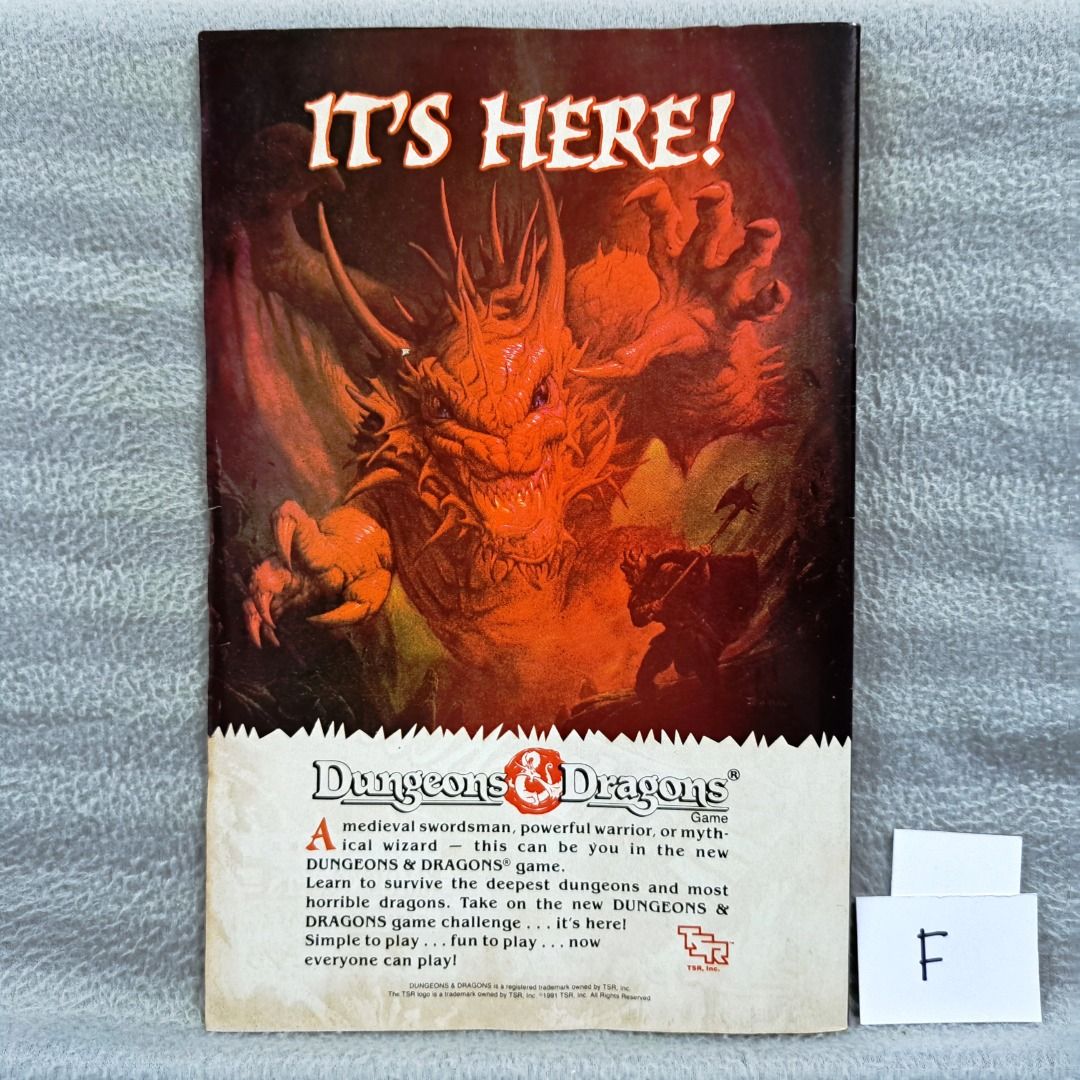 IT'S HERE!
Dungeons & Dragons®
Game
A medieval swordsman, powerful warrior, or myth-
ical wizard — this can be you in the new
DUNGEONS & DRAGONS® game.
Learn to survive the deepest dungeons and most
horrible dragons. Take on the new DUNGEONS &
DRAGONS game challenge . . . it's here!
Simple to play . . . fun to play . . . now
everyone can play!
TSR™
TSR, Inc.
DUNGEONS & DRAGONS is a registered trademark owned by TSR, Inc.
The TSR logo is a trademark owned by TSR, Inc. ©1991 TSR, Inc. All Rights Reserved
F